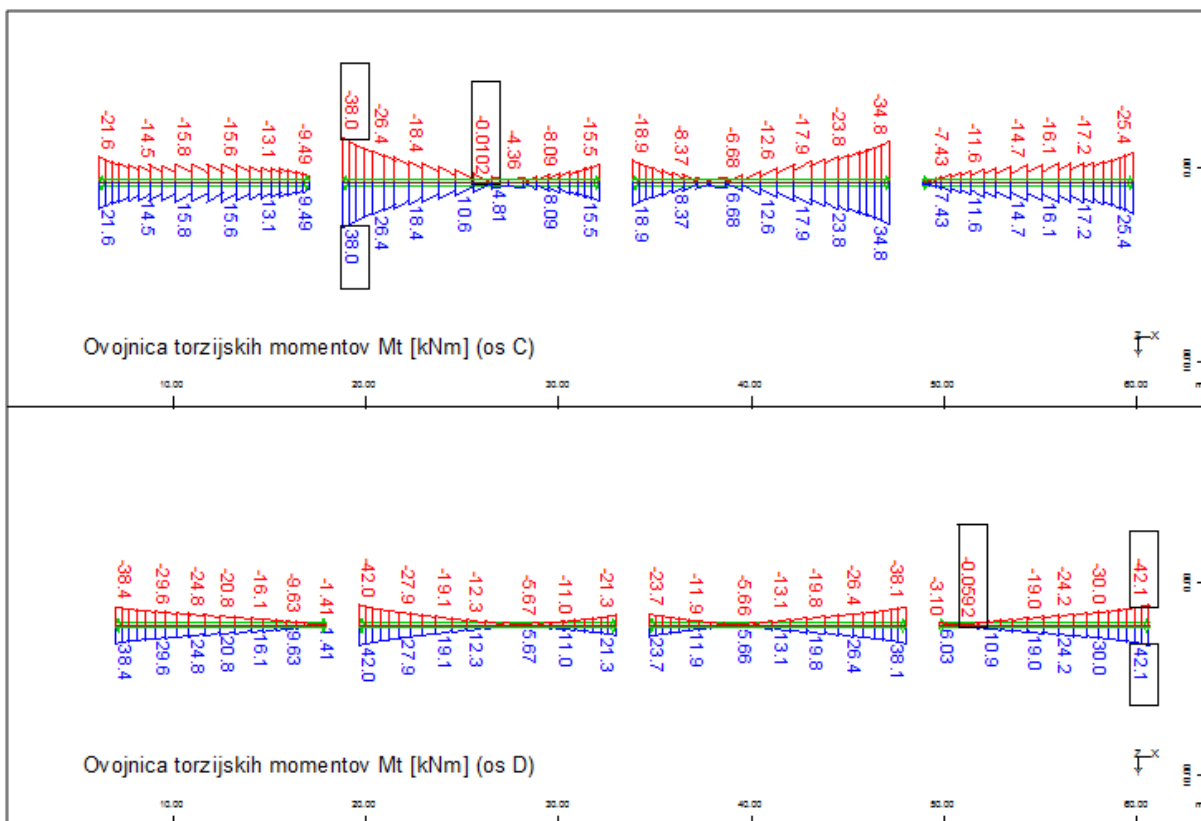 -21.6 -14.5 -15.8 -15.6 -13.1 -9.49 -38.0 -26.4 -18.4 -0.0102 -4.36 -8.09 -15.5 -18.9 -8.37 -6.68 -12.6 -17.9 -23.8 -34.8 -7.43 -11.6 -14.7 -16.1 -17.2 -25.4
21.6 14.5 15.8 15.6 13.1 9.49 38.0 26.4 18.4 10.6 4.81 8.09 15.5 18.9 8.37 6.68 12.6 17.9 23.8 34.8 7.43 11.6 14.7 16.1 17.2 25.4
Ovojnica torzijskih momentov Mt [kNm] (os C)
z x
10.00 20.00 30.00 40.00 50.00 60.00 m
-38.4 -29.6 -24.8 -20.8 -16.1 -9.63 -1.41 -42.0 -27.9 -19.1 -12.3 -5.67 -11.0 -21.3 -23.7 -11.9 -5.66 -13.1 -19.8 -26.4 -38.1 -3.10 -0.0592 -19.0 -24.2 -30.0 -42.1
38.4 29.6 24.8 20.8 16.1 9.63 1.41 42.0 27.9 19.1 12.3 5.67 11.0 21.3 23.7 11.9 5.66 13.1 19.8 26.4 38.1 6.03 10.9 19.0 24.2 30.0 42.1
Ovojnica torzijskih momentov Mt [kNm] (os D)
z x
10.00 20.00 30.00 40.00 50.00 60.00 m